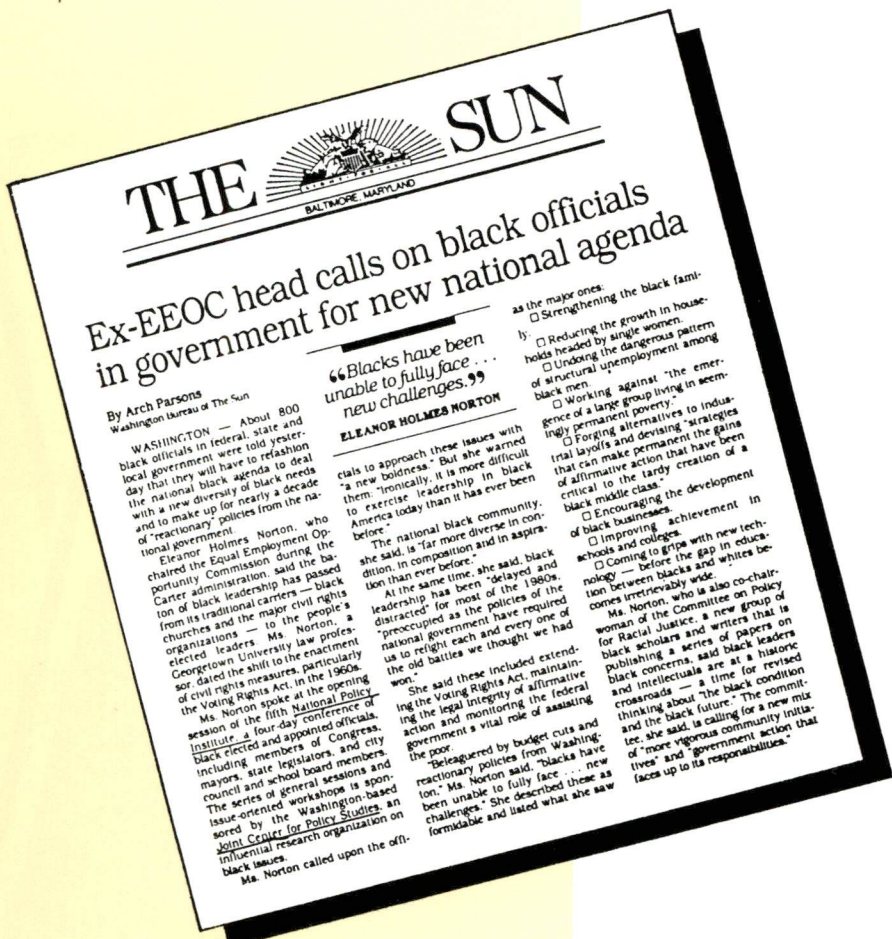 THE SUN
BALTIMORE, MARYLAND
Ex-EEOC head calls on black officials
in government for new national agenda
By Arch Parsons
Washington Bureau of The Sun
WASHINGTON — About 800
black officials in federal, state and
local government were told yester-
day that they will have to refashion
the national black agenda to deal
with a new diversity of black needs
and to make up for nearly a decade
of "reactionary" policies from the na-
tional government.
Eleanor Holmes Norton, who
chaired the Equal Employment Op-
portunity Commission during the
Carter administration, said the ba-
ton of black leadership has passed
from its traditional carriers — black
churches and the major civil rights
organizations — to the people's
elected leaders. Ms. Norton, a
Georgetown University law profes-
sor, dated the shift to the enactment
of civil rights measures, particularly
the Voting Rights Act, in the 1960s.
Ms. Norton spoke at the opening
session of the fifth National Policy
Institute, a four-day conference of
black elected and appointed officials,
including members of Congress,
mayors, state legislators, and city
council and school board members.
The series of general sessions and
issue-oriented workshops is spon-
sored by the Washington-based
Joint Center for Policy Studies, an
influential research organization on
black issues.
Ms. Norton called upon the offi-
“Blacks have been
unable to fully face . . .
new challenges.”
ELEANOR HOLMES NORTON
cials to approach these issues with
"a new boldness." But she warned
them: "Ironically, it is more difficult
to exercise leadership in black
America today than it has ever been
before."
The national black community,
she said, is "far more diverse in con-
dition, in composition and in aspira-
tion than ever before."
At the same time, she said, black
leadership has been "delayed and
distracted" for most of the 1980s,
"preoccupied as the policies of the
national government have required
us to refight each and every one of
the old battles we thought we had
won."
She said these included extend-
ing the Voting Rights Act, maintain-
ing the legal integrity of affirmative
action and monitoring the federal
government's vital role of assisting
the poor.
"Beleaguered by budget cuts and
reactionary policies from Washing-
ton," Ms. Norton said, "blacks have
been unable to fully face . . . new
challenges." She described these as
formidable and listed what she saw
as the major ones:
□ Strengthening the black fami-
ly.
□ Reducing the growth in house-
holds headed by single women.
□ Undoing the dangerous pattern
of structural unemployment among
black men.
□ Working against "the emer-
gence of a large group living in seem-
ingly permanent poverty."
□ Forging alternatives to indus-
trial layoffs and devising "strategies
that can make permanent the gains
of affirmative action that have been
critical to the tardy creation of a
black middle class."
□ Encouraging the development
of black businesses.
□ Improving achievement in
schools and colleges.
□ Coming to grips with new tech-
nology — before the gap in educa-
tion between blacks and whites be-
comes irretrievably wide.
Ms. Norton, who is also co-chair-
woman of the Committee on Policy
for Racial Justice, a new group of
black scholars and writers that is
publishing a series of papers on
black concerns, said black leaders
and intellectuals are at a historic
crossroads — a time for revised
thinking about "the black condition
and the black future." The commit-
tee, she said, is calling for a new mix
of "more vigorous community initia-
tives" and "government action that
faces up to its responsibilities."